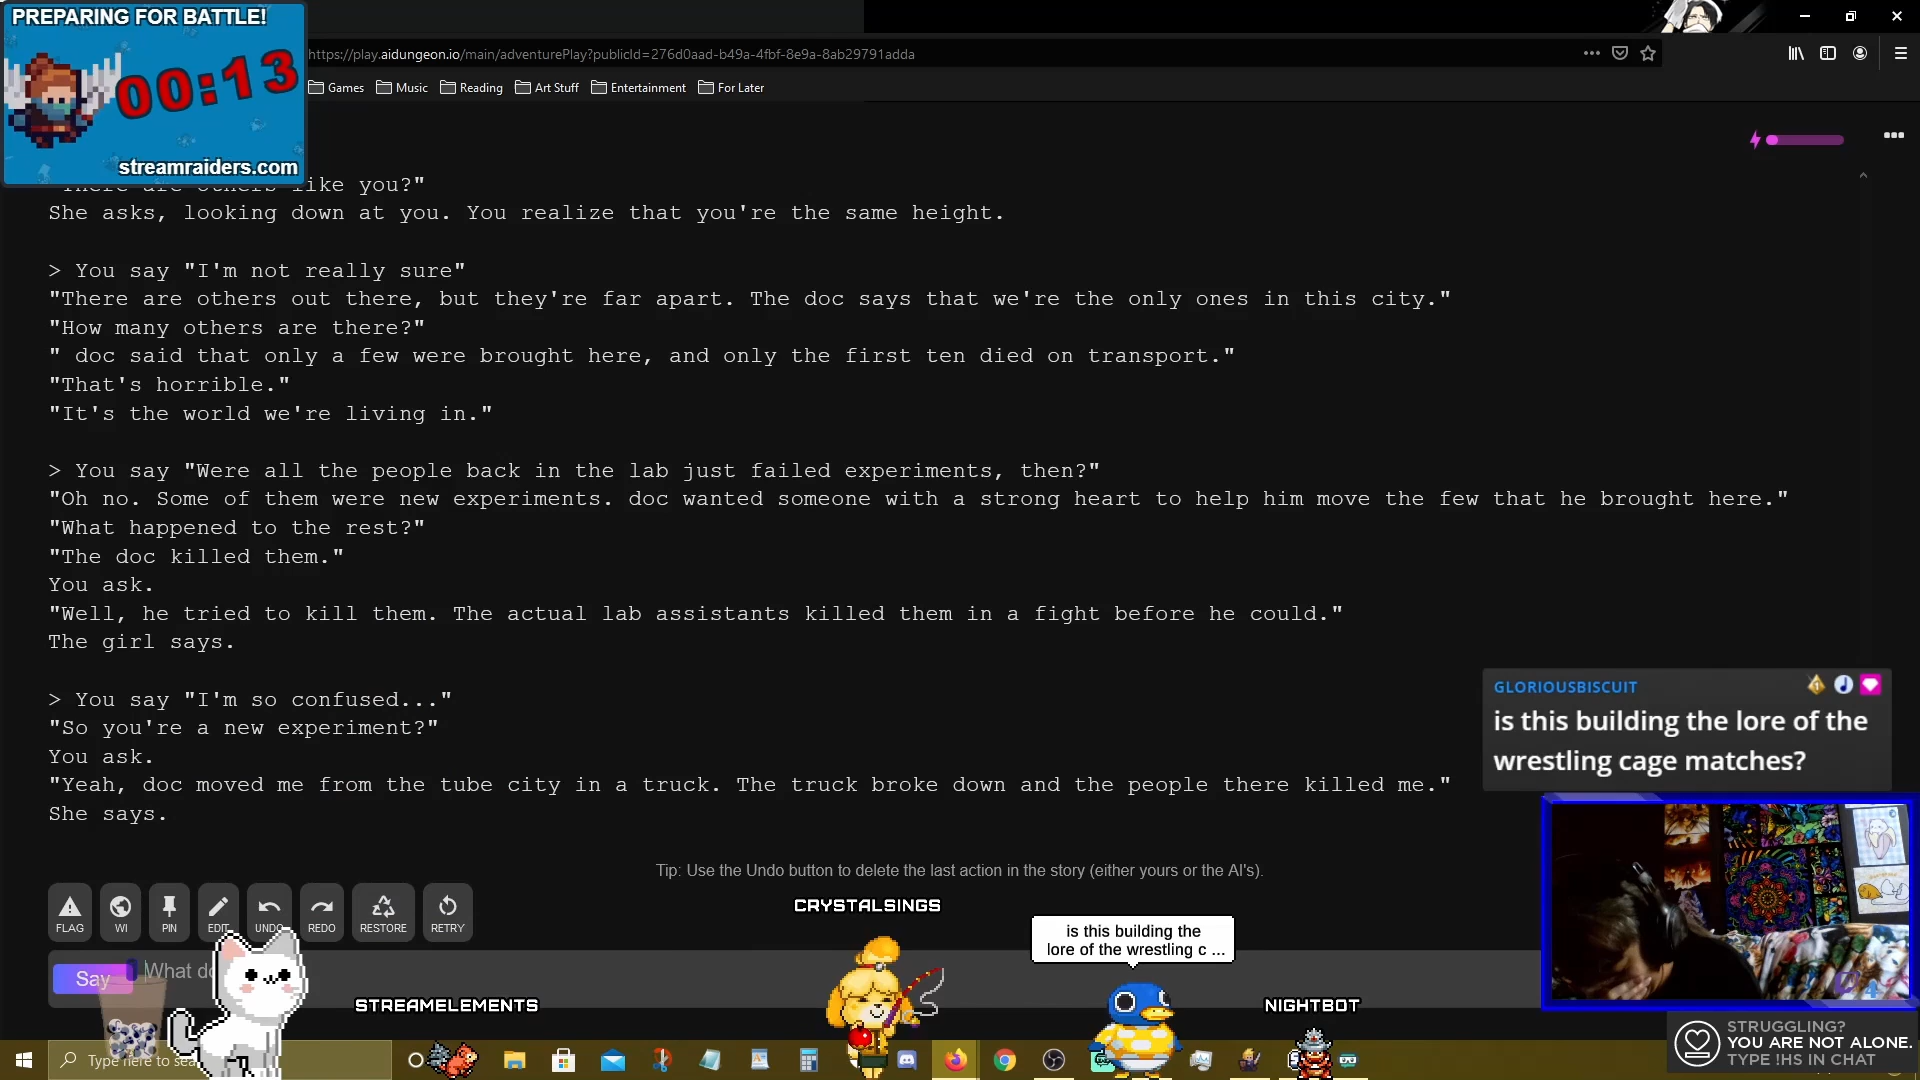 PREPARING FOR BATTLE!
00:13
streamraiders.com
https://play.aidungeon.io/main/adventurePlay?publicId=276d0aad-b49a-4fbf-8e9a-8ab29791adda
Games
Music
Reading
Art Stuff
Entertainment
For Later
"There are others like you?"
She asks, looking down at you. You realize that you're the same height.
> You say "I'm not really sure"
"There are others out there, but they're far apart. The doc says that we're the only ones in this city."
"How many others are there?"
" doc said that only a few were brought here, and only the first ten died on transport."
"That's horrible."
"It's the world we're living in."
> You say "Were all the people back in the lab just failed experiments, then?"
"Oh no. Some of them were new experiments. doc wanted someone with a strong heart to help him move the few that he brought here."
"What happened to the rest?"
"The doc killed them."
You ask.
"Well, he tried to kill them. The actual lab assistants killed them in a fight before he could."
The girl says.
> You say "I'm so confused..."
"So you're a new experiment?"
You ask.
"Yeah, doc moved me from the tube city in a truck. The truck broke down and the people there killed me."
She says.
GLORIOUSBISCUIT
is this building the lore of the
wrestling cage matches?
Tip: Use the Undo button to delete the last action in the story (either yours or the AI's).
FLAG
WI
PIN
EDIT
UNDO
REDO
RESTORE
RETRY
CRYSTALSINGS
is this building the
lore of the wrestling c ...
Say
What do
STREAMELEMENTS
NIGHTBOT
Type here to sea
STRUGGLING?
YOU ARE NOT ALONE.
TYPE !HS IN CHAT